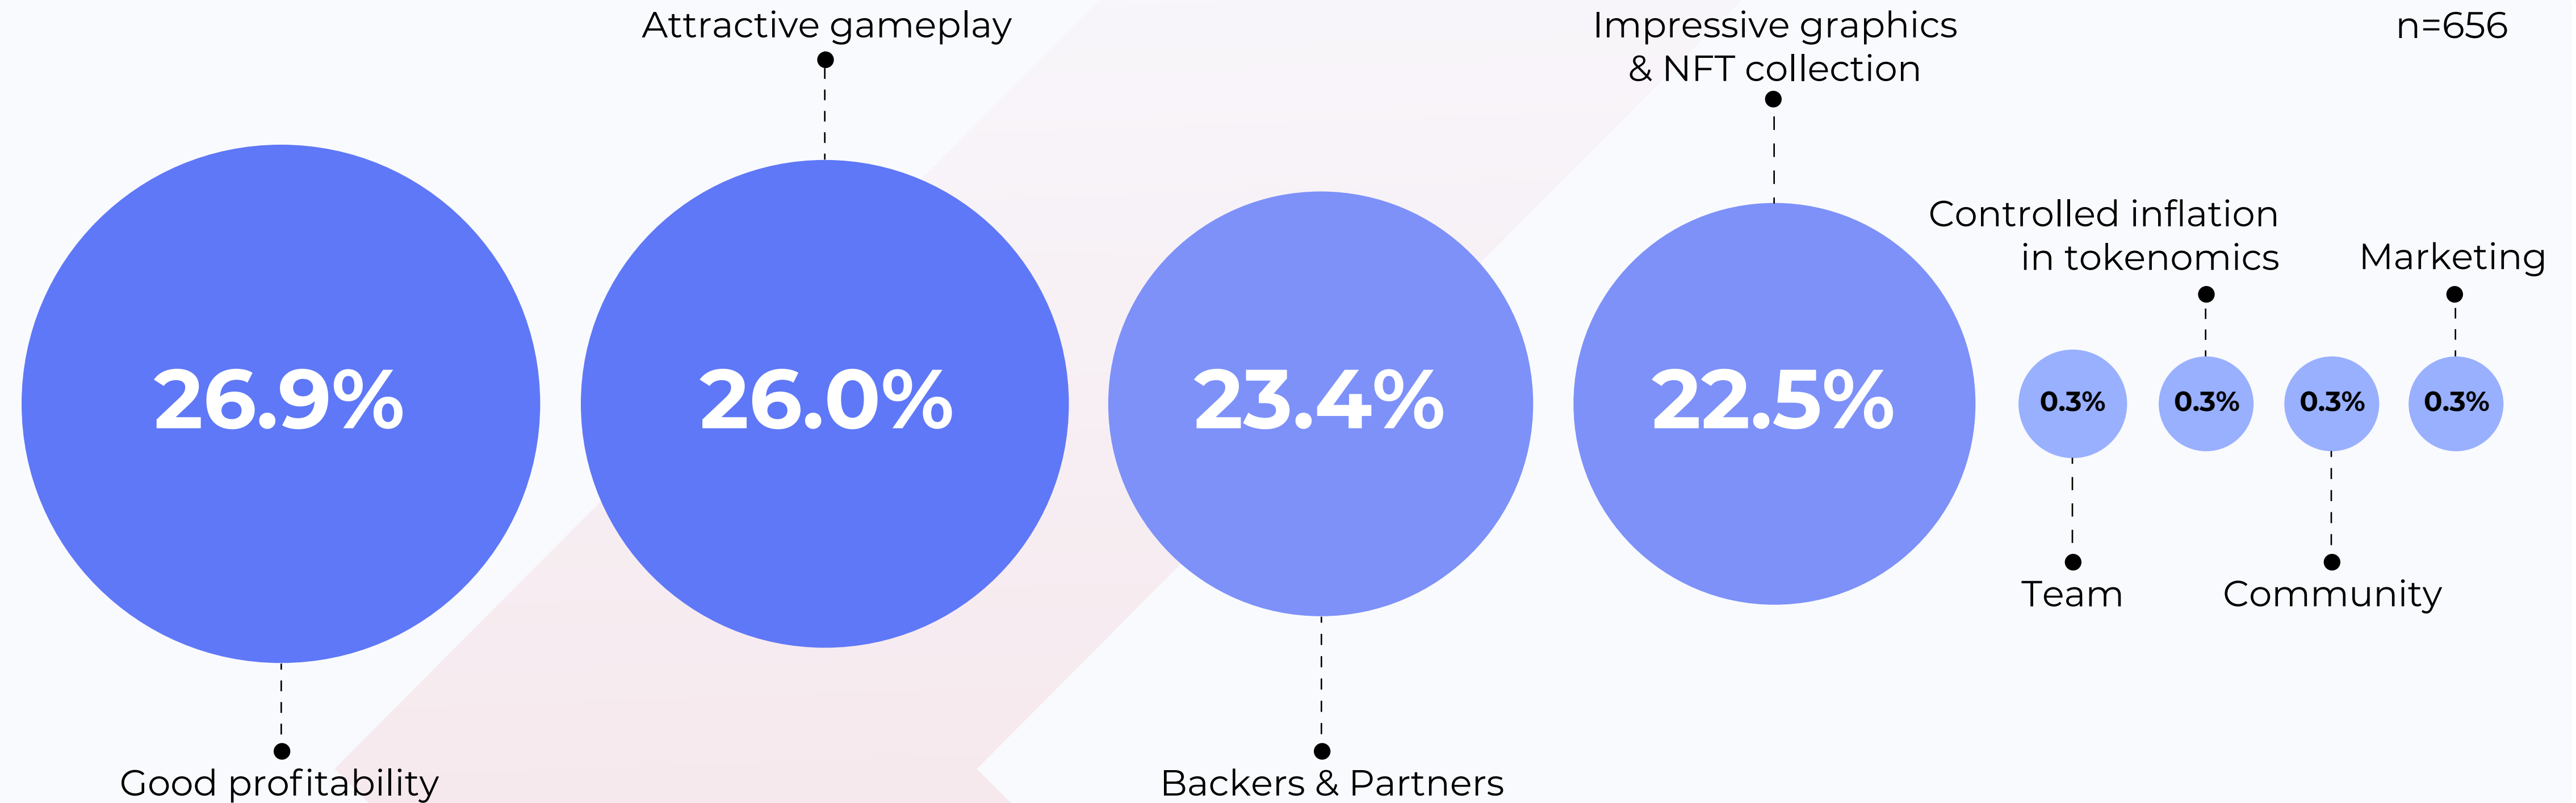 Attractive gameplay
Impressive graphics
& NFT collection
n=656
Controlled inflation
in tokenomics
Marketing
26.9%
26.0%
23.4%
22.5%
0.3%
0.3%
0.3%
0.3%
Team
Community
Good profitability
Backers & Partners